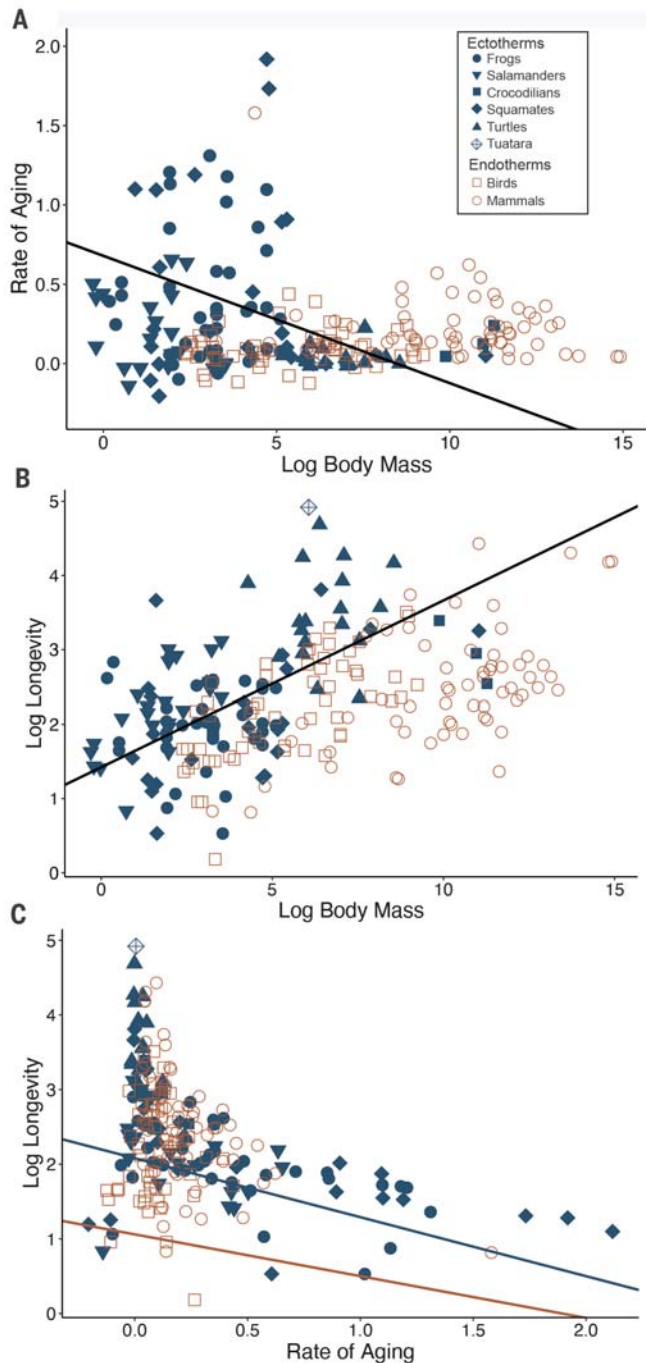 A
2.0
1.5
1.0
0.5
0.0
Rate of Aging
Ectotherms
Frogs
Salamanders
Crocodilians
Squamates
Turtles
Tuatara
Endotherms
Birds
Mammals
0 5 10 15
Log Body Mass
B
5
4
3
2
1
0
Log Longevity
0 5 10 15
Log Body Mass
C
5
4
3
2
1
0
Log Longevity
0.0 0.5 1.0 1.5 2.0
Rate of Aging